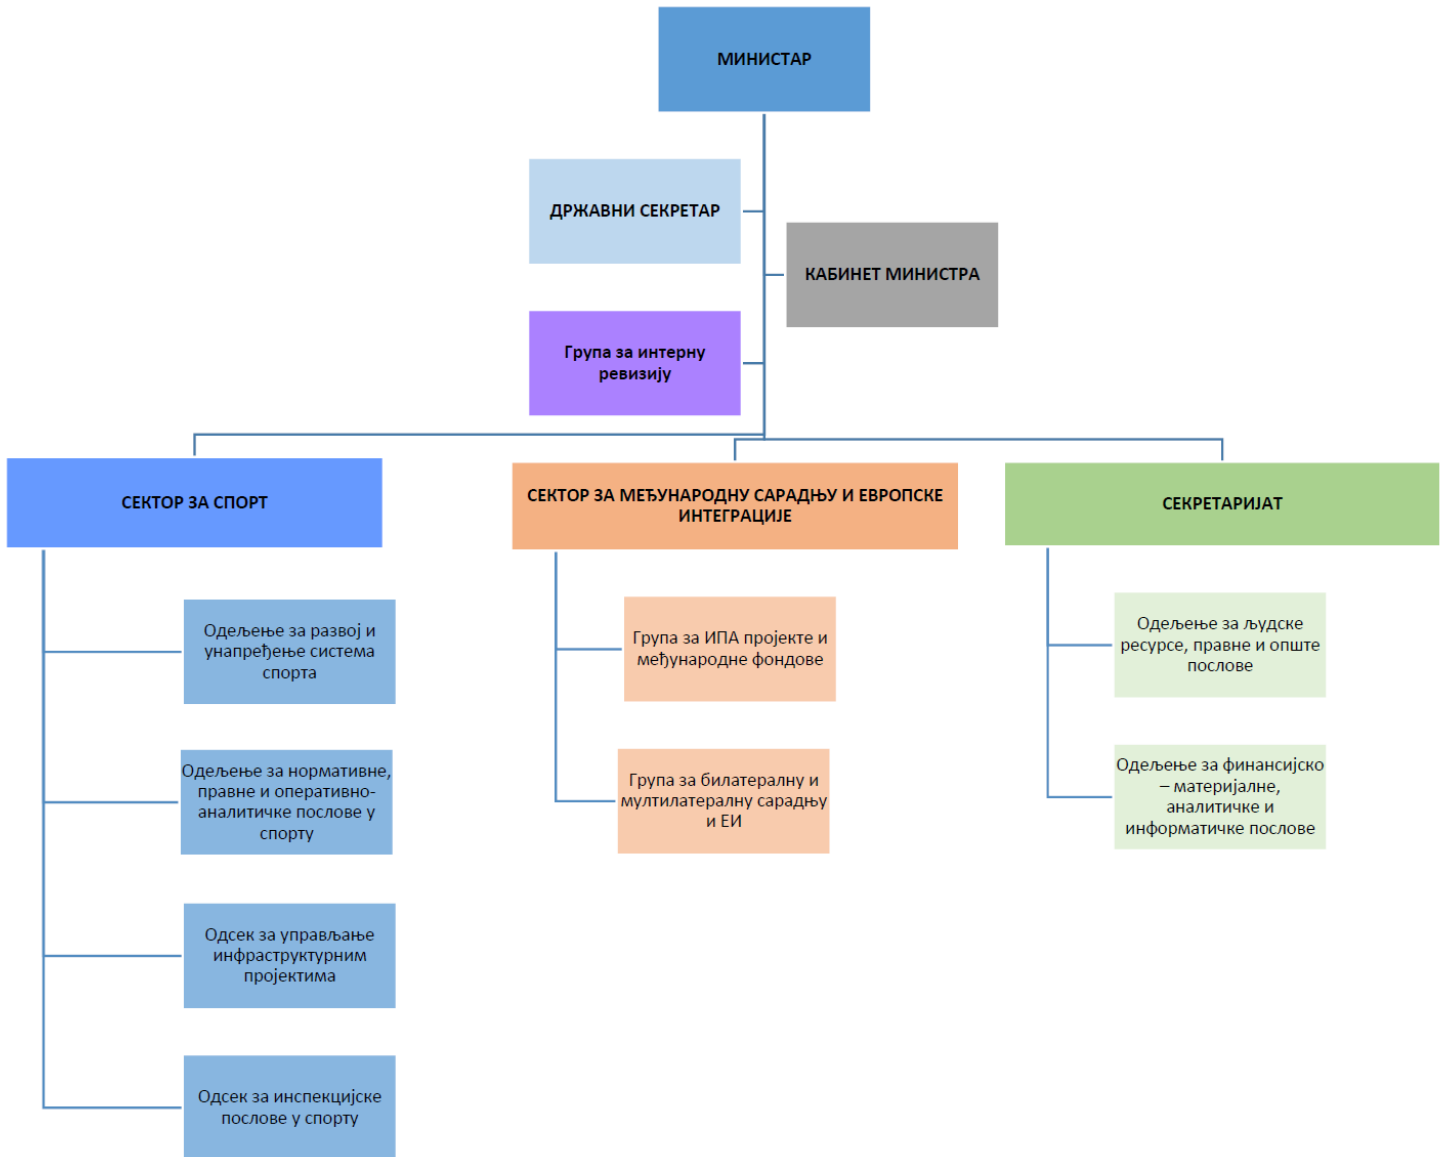 МИНИСТАР
ДРЖАВНИ СЕКРЕТАР
КАБИНЕТ МИНИСТРА
Група за интерну
ревизију
СЕКТОР ЗА СПОРТ
Одељење за развој и
унапређење система
спорта
Одељење за нормативне,
правне и оперативно-
аналитичке послове у
спорту
Одсек за управљање
инфраструктурним
пројектима
Одсек за инспекцијске
послове у спорту
СЕКТОР ЗА МЕЂУНАРОДНУ САРАДЊУ И ЕВРОПСКЕ
ИНТЕГРАЦИЈЕ
Група за ИПА пројекте и
међународне фондове
Група за билатералну и
мултилатералну сарадњу
и ЕИ
СЕКРЕТАРИЈАТ
Одељење за људске
ресурсе, правне и опште
послове
Одељење за финансијско
– материјалне,
аналитичке и
информатичке послове